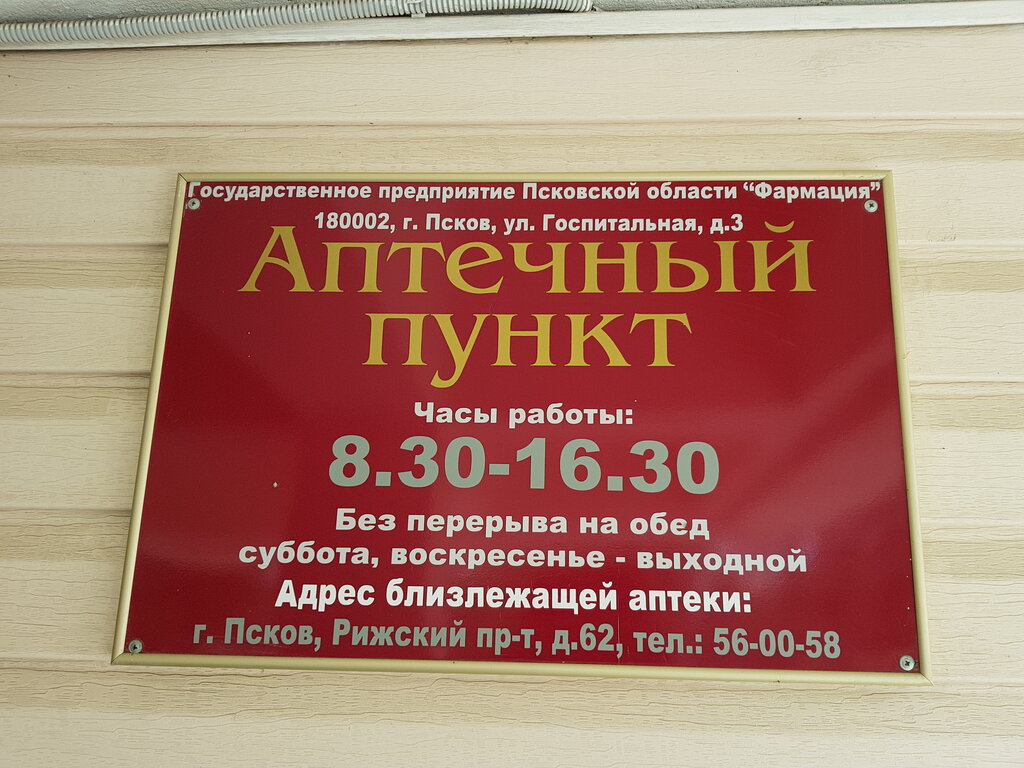 Государственное предприятие Псковской области “Фармация”
180002, г. Псков, ул. Госпитальная, д.3
Аптечный
пункт
Часы работы:
8.30-16.30
Без перерыва на обед
суббота, воскресенье - выходной
Адрес близлежащей аптеки:
г. Псков, Рижский пр-т, д.62, тел.: 56-00-58